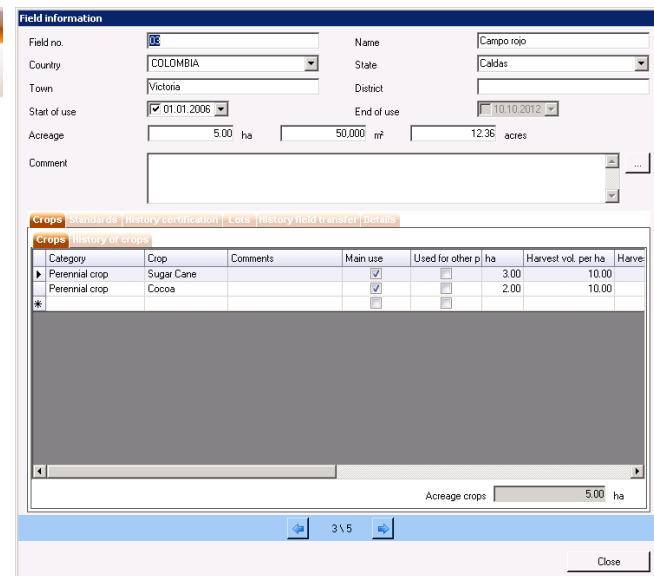 Field information
Field no. 03 Name Campo rojo
Country COLOMBIA State Caldas
Town Victoria District
Start of use 01.01.2006 End of use 10.10.2012
Acreage 5.00 ha 50,000 m² 12.36 acres
Comment ...
Crops Standards History certification Lots History field transfer Details
Crops History of crops
Category Crop Comments Main use Used for other p ha Harvest vol. per ha Harve
Perennial crop Sugar Cane 3.00 10.00
Perennial crop Cocoa 2.00 10.00
Acreage crops 5.00 ha
3 \ 5
Close